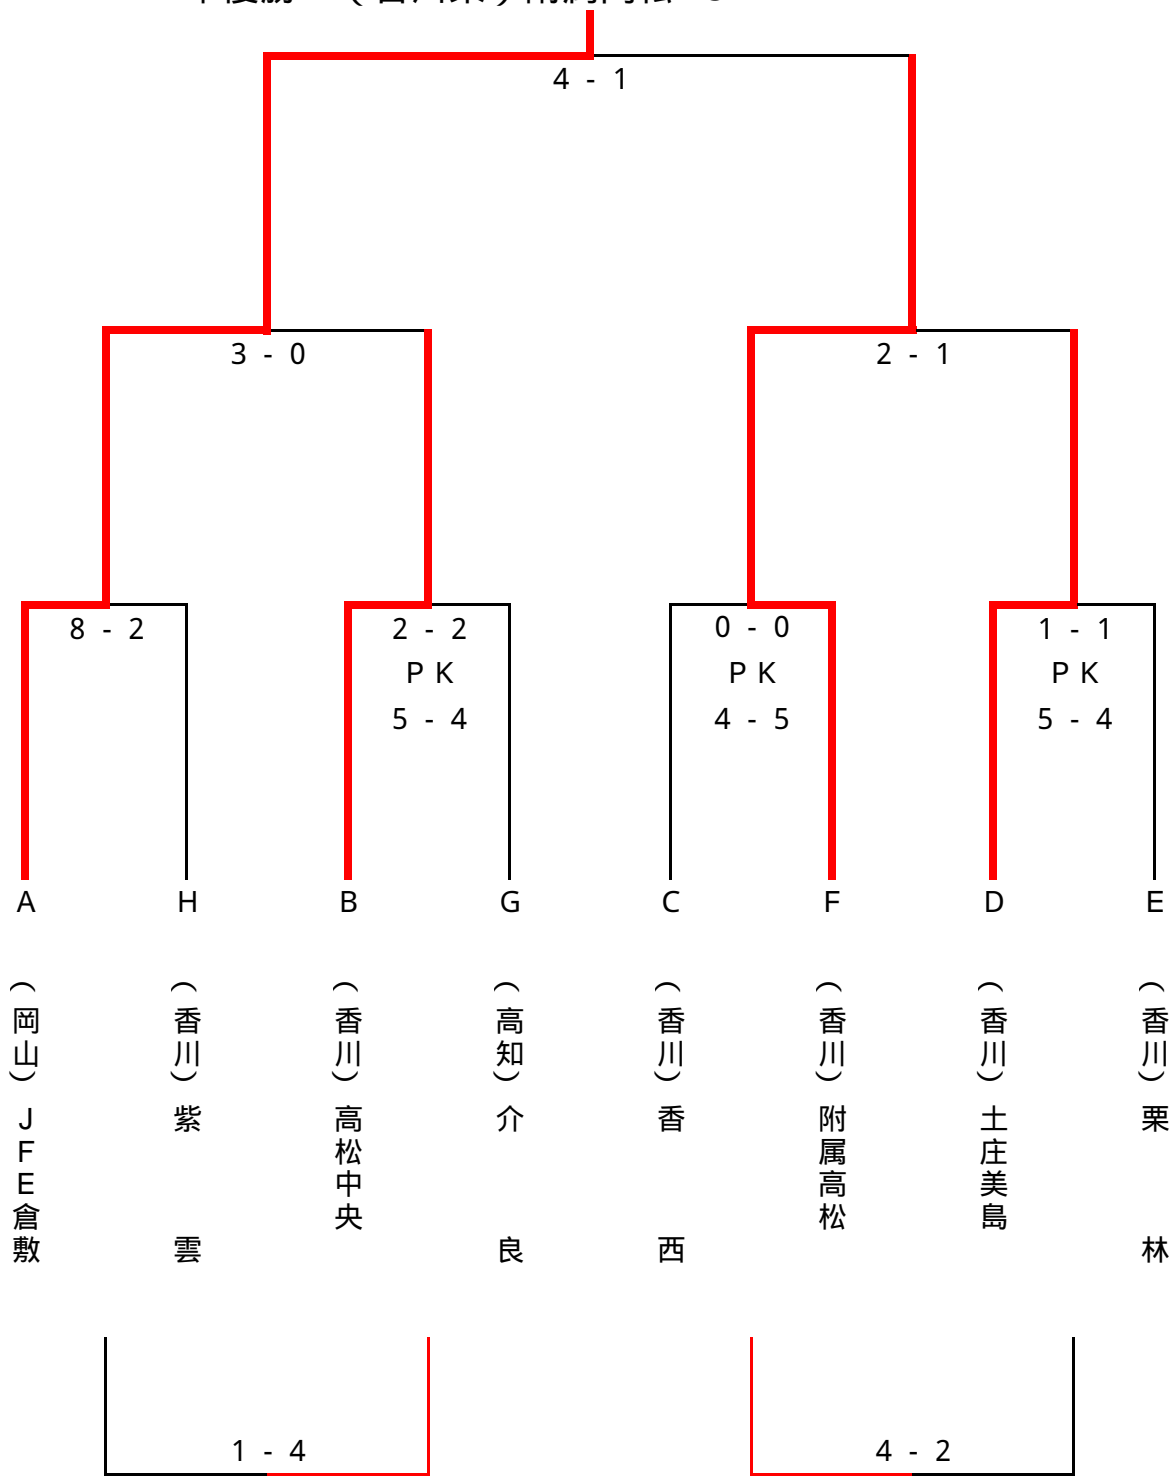 4 - 1
3 - 0
2 - 1
8 - 2
2 - 2
PK
5 - 4
0 - 0
PK
4 - 5
1 - 1
PK
5 - 4
A
H
B
G
C
F
D
E
(岡山)JFE倉敷
(香川)紫雲
(香川)高松中央
(高知)介良
(香川)香西
(香川)附属高松
(香川)土庄美島
(香川)栗林
1 - 4
4 - 2